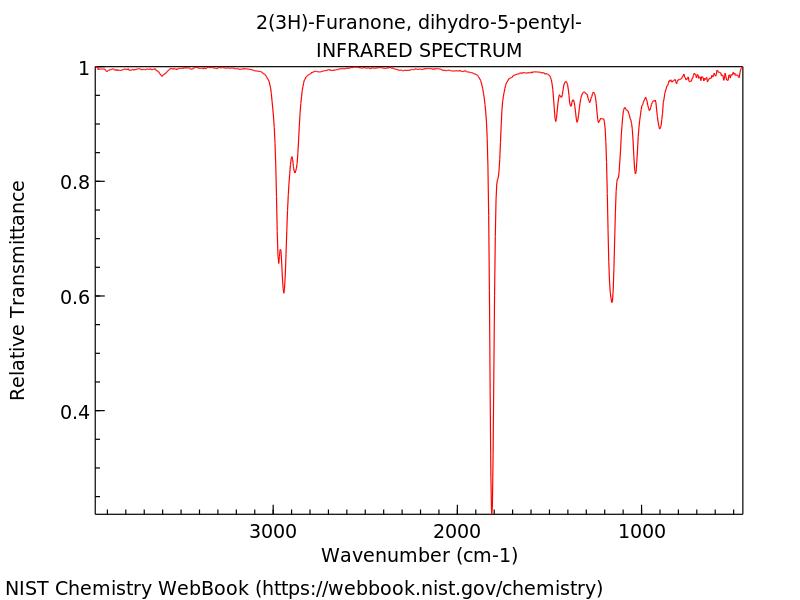 2(3H)-Furanone, dihydro-5-pentyl-
INFRARED SPECTRUM
1
0.8
0.6
0.4
Relative Transmittance
3000 2000 1000
Wavenumber (cm-1)
NIST Chemistry WebBook (https://webbook.nist.gov/chemistry)